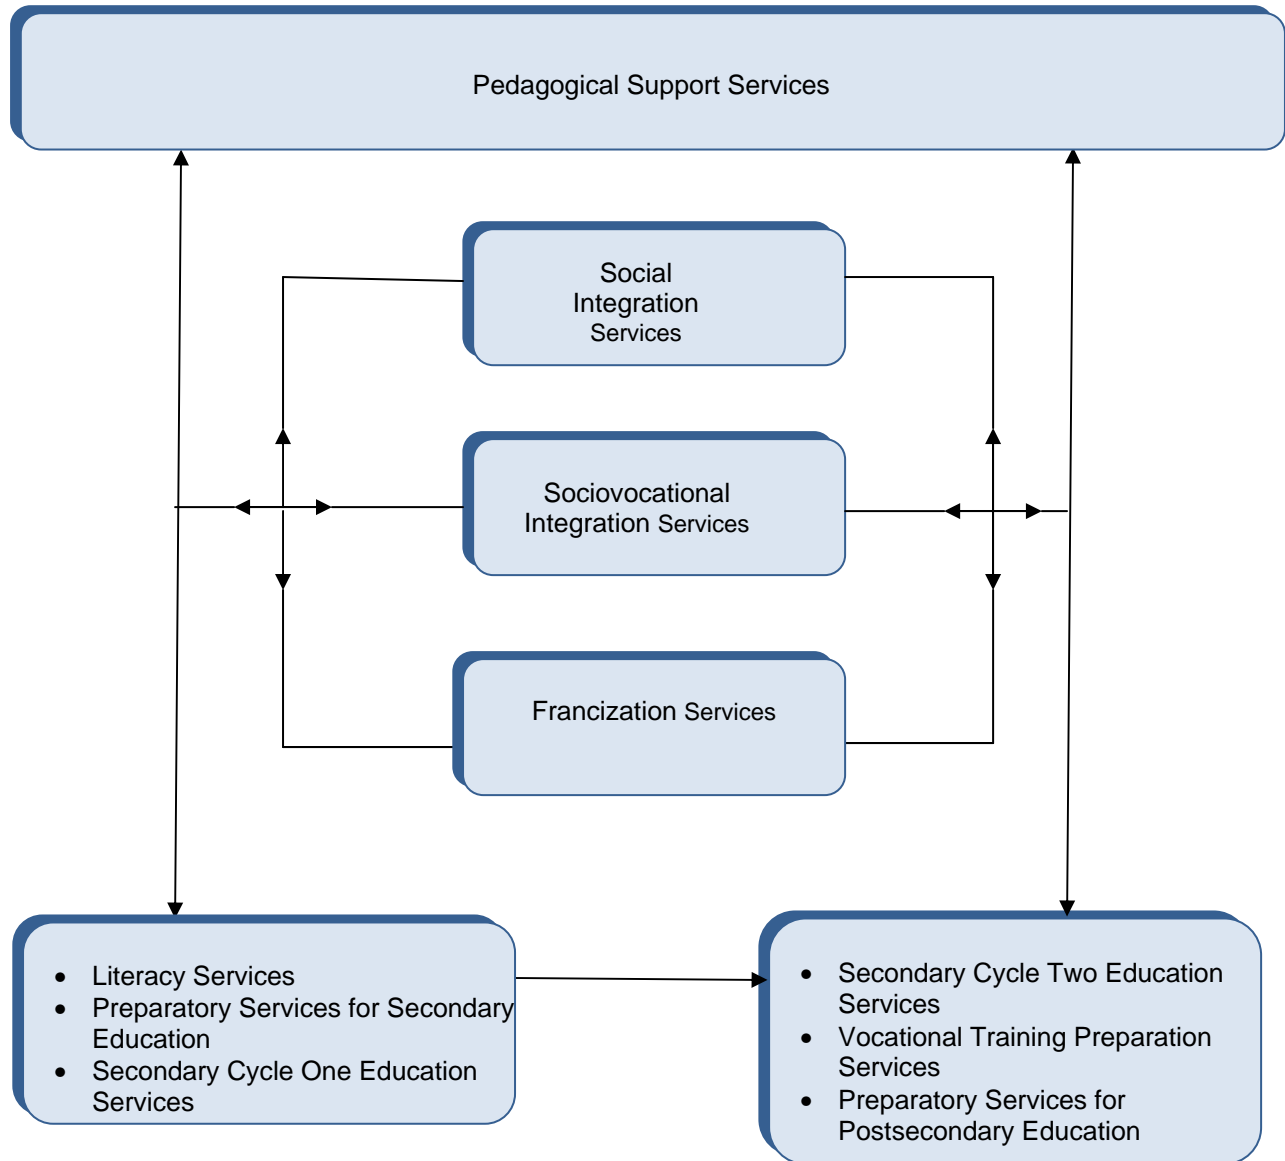 Pedagogical Support Services
Social
Integration
Services
Sociovocational
Integration Services
Francization Services
• Literacy Services
• Preparatory Services for Secondary
Education
• Secondary Cycle One Education
Services
• Secondary Cycle Two Education
Services
• Vocational Training Preparation
Services
• Preparatory Services for
Postsecondary Education